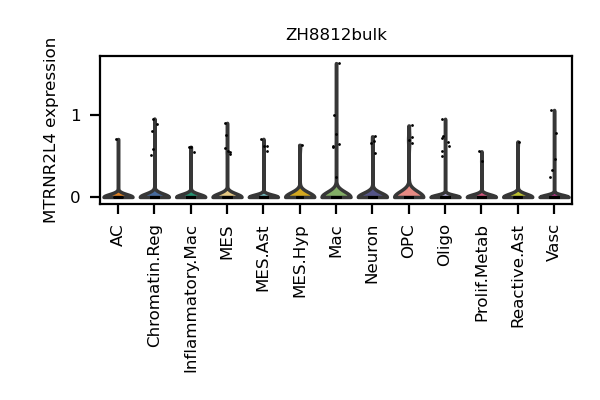 ZH8812bulk
MTRNR2L4 expression
1
0
AC
Chromatin.Reg
Inflammatory.Mac
MES
MES.Ast
MES.Hyp
Mac
Neuron
OPC
Oligo
Prolif.Metab
Reactive.Ast
Vasc